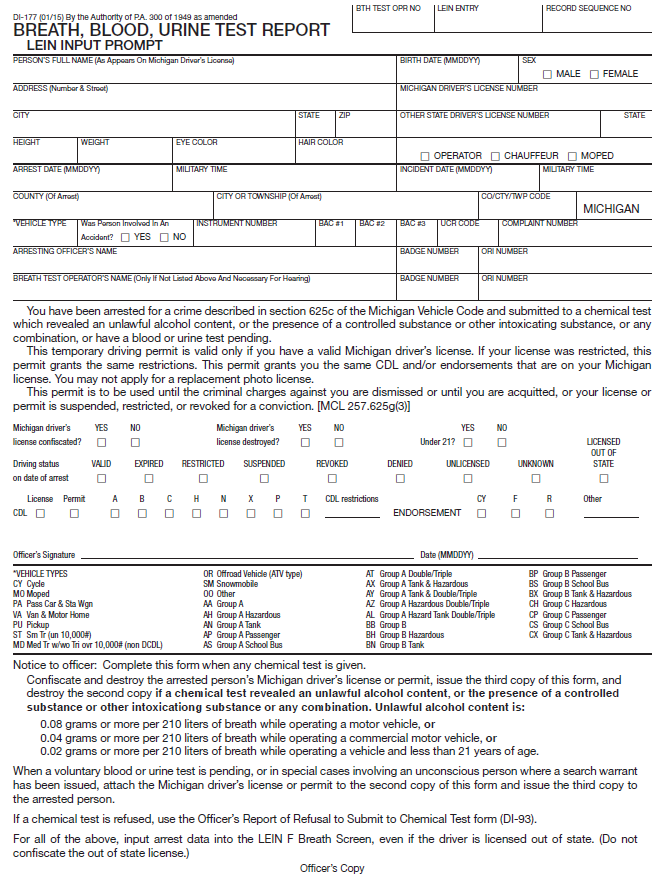 DI-177 (01/15) By the Authority of P.A. 300 of 1949 as amended
BREATH, BLOOD, URINE TEST REPORT
LEIN INPUT PROMPT
BTH TEST OPR NO LEIN ENTRY RECORD SEQUENCE NO
PERSON'S FULL NAME (As Appears On Michigan Driver's License) BIRTH DATE (MMDDYY) SEX
☐ MALE ☐ FEMALE
ADDRESS (Number & Street) MICHIGAN DRIVER'S LICENSE NUMBER
CITY STATE ZIP OTHER STATE DRIVER'S LICENSE NUMBER STATE
HEIGHT WEIGHT EYE COLOR HAIR COLOR
☐ OPERATOR ☐ CHAUFFEUR ☐ MOPED
ARREST DATE (MMDDYY) MILITARY TIME INCIDENT DATE (MMDDYY) MILITARY TIME
COUNTY (Of Arrest) CITY OR TOWNSHIP (Of Arrest) CO/CTY/TWP CODE
MICHIGAN
*VEHICLE TYPE Was Person Involved In An INSTRUMENT NUMBER BAC #1 BAC #2 BAC #3 UCR CODE COMPLAINT NUMBER
Accident? ☐ YES ☐ NO
ARRESTING OFFICER'S NAME BADGE NUMBER ORI NUMBER
BREATH TEST OPERATOR'S NAME (Only If Not Listed Above And Necessary For Hearing) BADGE NUMBER ORI NUMBER
You have been arrested for a crime described in section 625c of the Michigan Vehicle Code and submitted to a chemical test
which revealed an unlawful alcohol content, or the presence of a controlled substance or other intoxicating substance, or any
combination, or have a blood or urine test pending.
This temporary driving permit is valid only if you have a valid Michigan driver's license. If your license was restricted, this
permit grants the same restrictions. This permit grants you the same CDL and/or endorsements that are on your Michigan
license. You may not apply for a replacement photo license.
This permit is to be used until the criminal charges against you are dismissed or until you are acquitted, or your license or
permit is suspended, restricted, or revoked for a conviction. [MCL 257.625g(3)]
Michigan driver's YES NO Michigan driver's YES NO YES NO
license confiscated? ☐ ☐ license destroyed? ☐ ☐ Under 21? ☐ ☐ LICENSED
OUT OF
Driving status VALID EXPIRED RESTRICTED SUSPENDED REVOKED DENIED UNLICENSED UNKNOWN STATE
on date of arrest ☐ ☐ ☐ ☐ ☐ ☐ ☐ ☐ ☐
License Permit A B C H N X P T CDL restrictions CY F R Other
CDL ☐ ☐ ☐ ☐ ☐ ☐ ☐ ☐ ☐ ☐ ENDORSEMENT ☐ ☐ ☐
Officer's Signature Date (MMDDYY)
*VEHICLE TYPES OR Offroad Vehicle (ATV type) AT Group A Double/Triple BP Group B Passenger
CY Cycle SM Snowmobile AX Group A Tank & Hazardous BS Group B School Bus
MO Moped OO Other AY Group A Tank & Double/Triple BX Group B Tank & Hazardous
PA Pass Car & Sta Wgn AA Group A AZ Group A Hazardous Double/Triple CH Group C Hazardous
VA Van & Motor Home AH Group A Hazardous AL Group A Hazard Tank Double/Triple CP Group C Passenger
PU Pickup AN Group A Tank BB Group B CS Group C School Bus
ST Sm Tr (un 10,000#) AP Group A Passenger BH Group B Hazardous CX Group C Tank & Hazardous
MD Med Tr w/wo Tri ovr 10,000# (non DCDL) AS Group A School Bus BN Group B Tank
Notice to officer: Complete this form when any chemical test is given.
Confiscate and destroy the arrested person's Michigan driver's license or permit, issue the third copy of this form, and
destroy the second copy if a chemical test revealed an unlawful alcohol content, or the presence of a controlled
substance or other intoxicationg substance or any combination. Unlawful alcohol content is:
0.08 grams or more per 210 liters of breath while operating a motor vehicle, or
0.04 grams or more per 210 liters of breath while operating a commercial motor vehicle, or
0.02 grams or more per 210 liters of breath while operating a vehicle and less than 21 years of age.
When a voluntary blood or urine test is pending, or in special cases involving an unconscious person where a search warrant
has been issued, attach the Michigan driver's license or permit to the second copy of this form and issue the third copy to
the arrested person.
If a chemical test is refused, use the Officer's Report of Refusal to Submit to Chemical Test form (DI-93).
For all of the above, input arrest data into the LEIN F Breath Screen, even if the driver is licensed out of state. (Do not
confiscate the out of state license.)
Officer's Copy